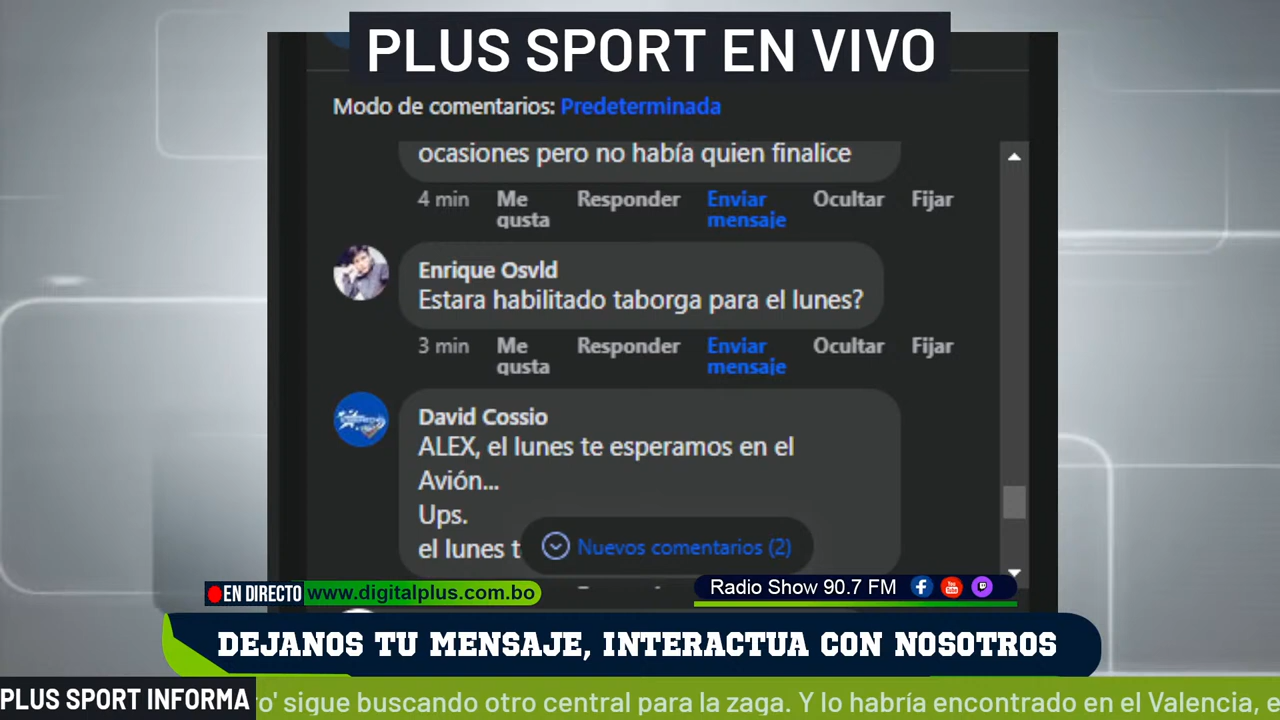 PLUS SPORT EN VIVO
Modo de comentarios: Predeterminada
ocasiones pero no había quien finalice
4 min Me gusta Responder Enviar mensaje Ocultar Fijar
Enrique Osvld
Estara habilitado taborga para el lunes?
3 min Me gusta Responder Enviar mensaje Ocultar Fijar
David Cossio
ALEX, el lunes te esperamos en el
Avión...
Ups.
el lunes t
Nuevos comentarios (2)
EN DIRECTO www.digitalplus.com.bo
Radio Show 90.7 FM
DEJANOS TU MENSAJE, INTERACTUA CON NOSOTROS
PLUS SPORT INFORMA ro' sigue buscando otro central para la zaga. Y lo habría encontrado en el Valencia, e